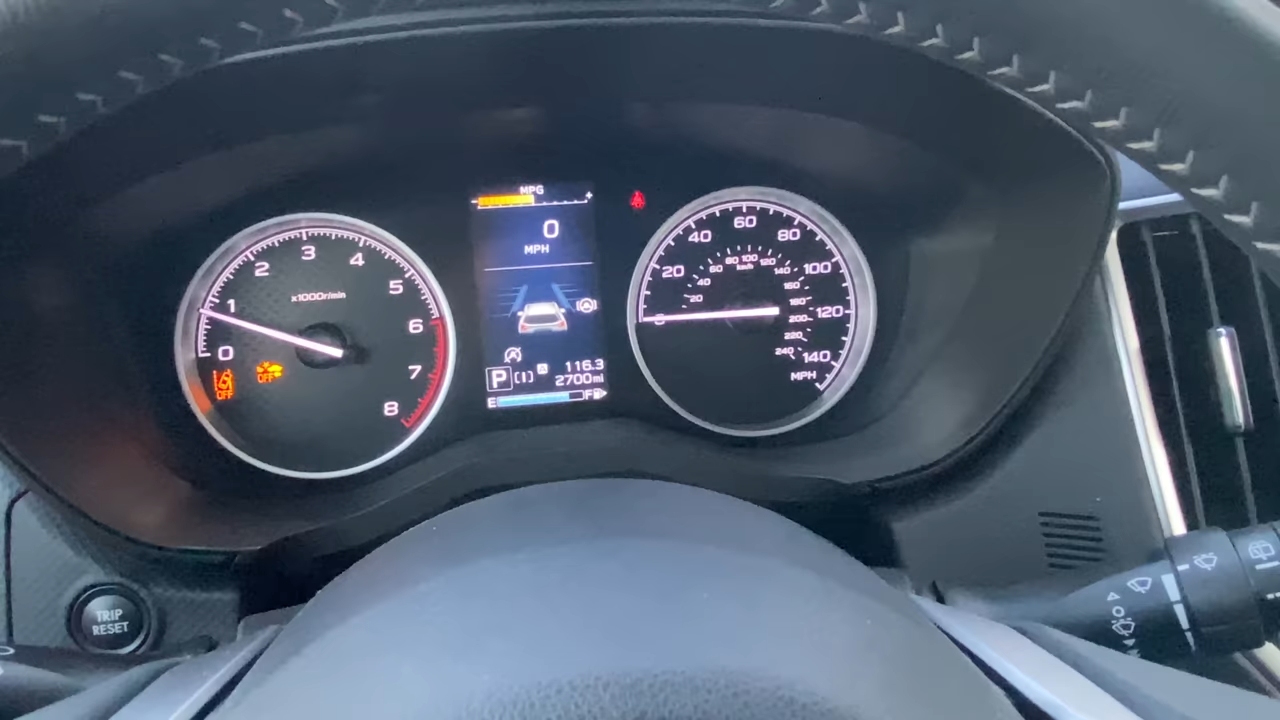 MPG
- +
0
MPH
P
A
116.3
2700mi
E F
0
1
2
3
4
5
6
7
8
x1000r/min
OFF
OFF
20
40
60
80
100
120
140
MPH
20
40
60
80
100
120
140
160
180
200
220
240
km/h
TRIP
RESET